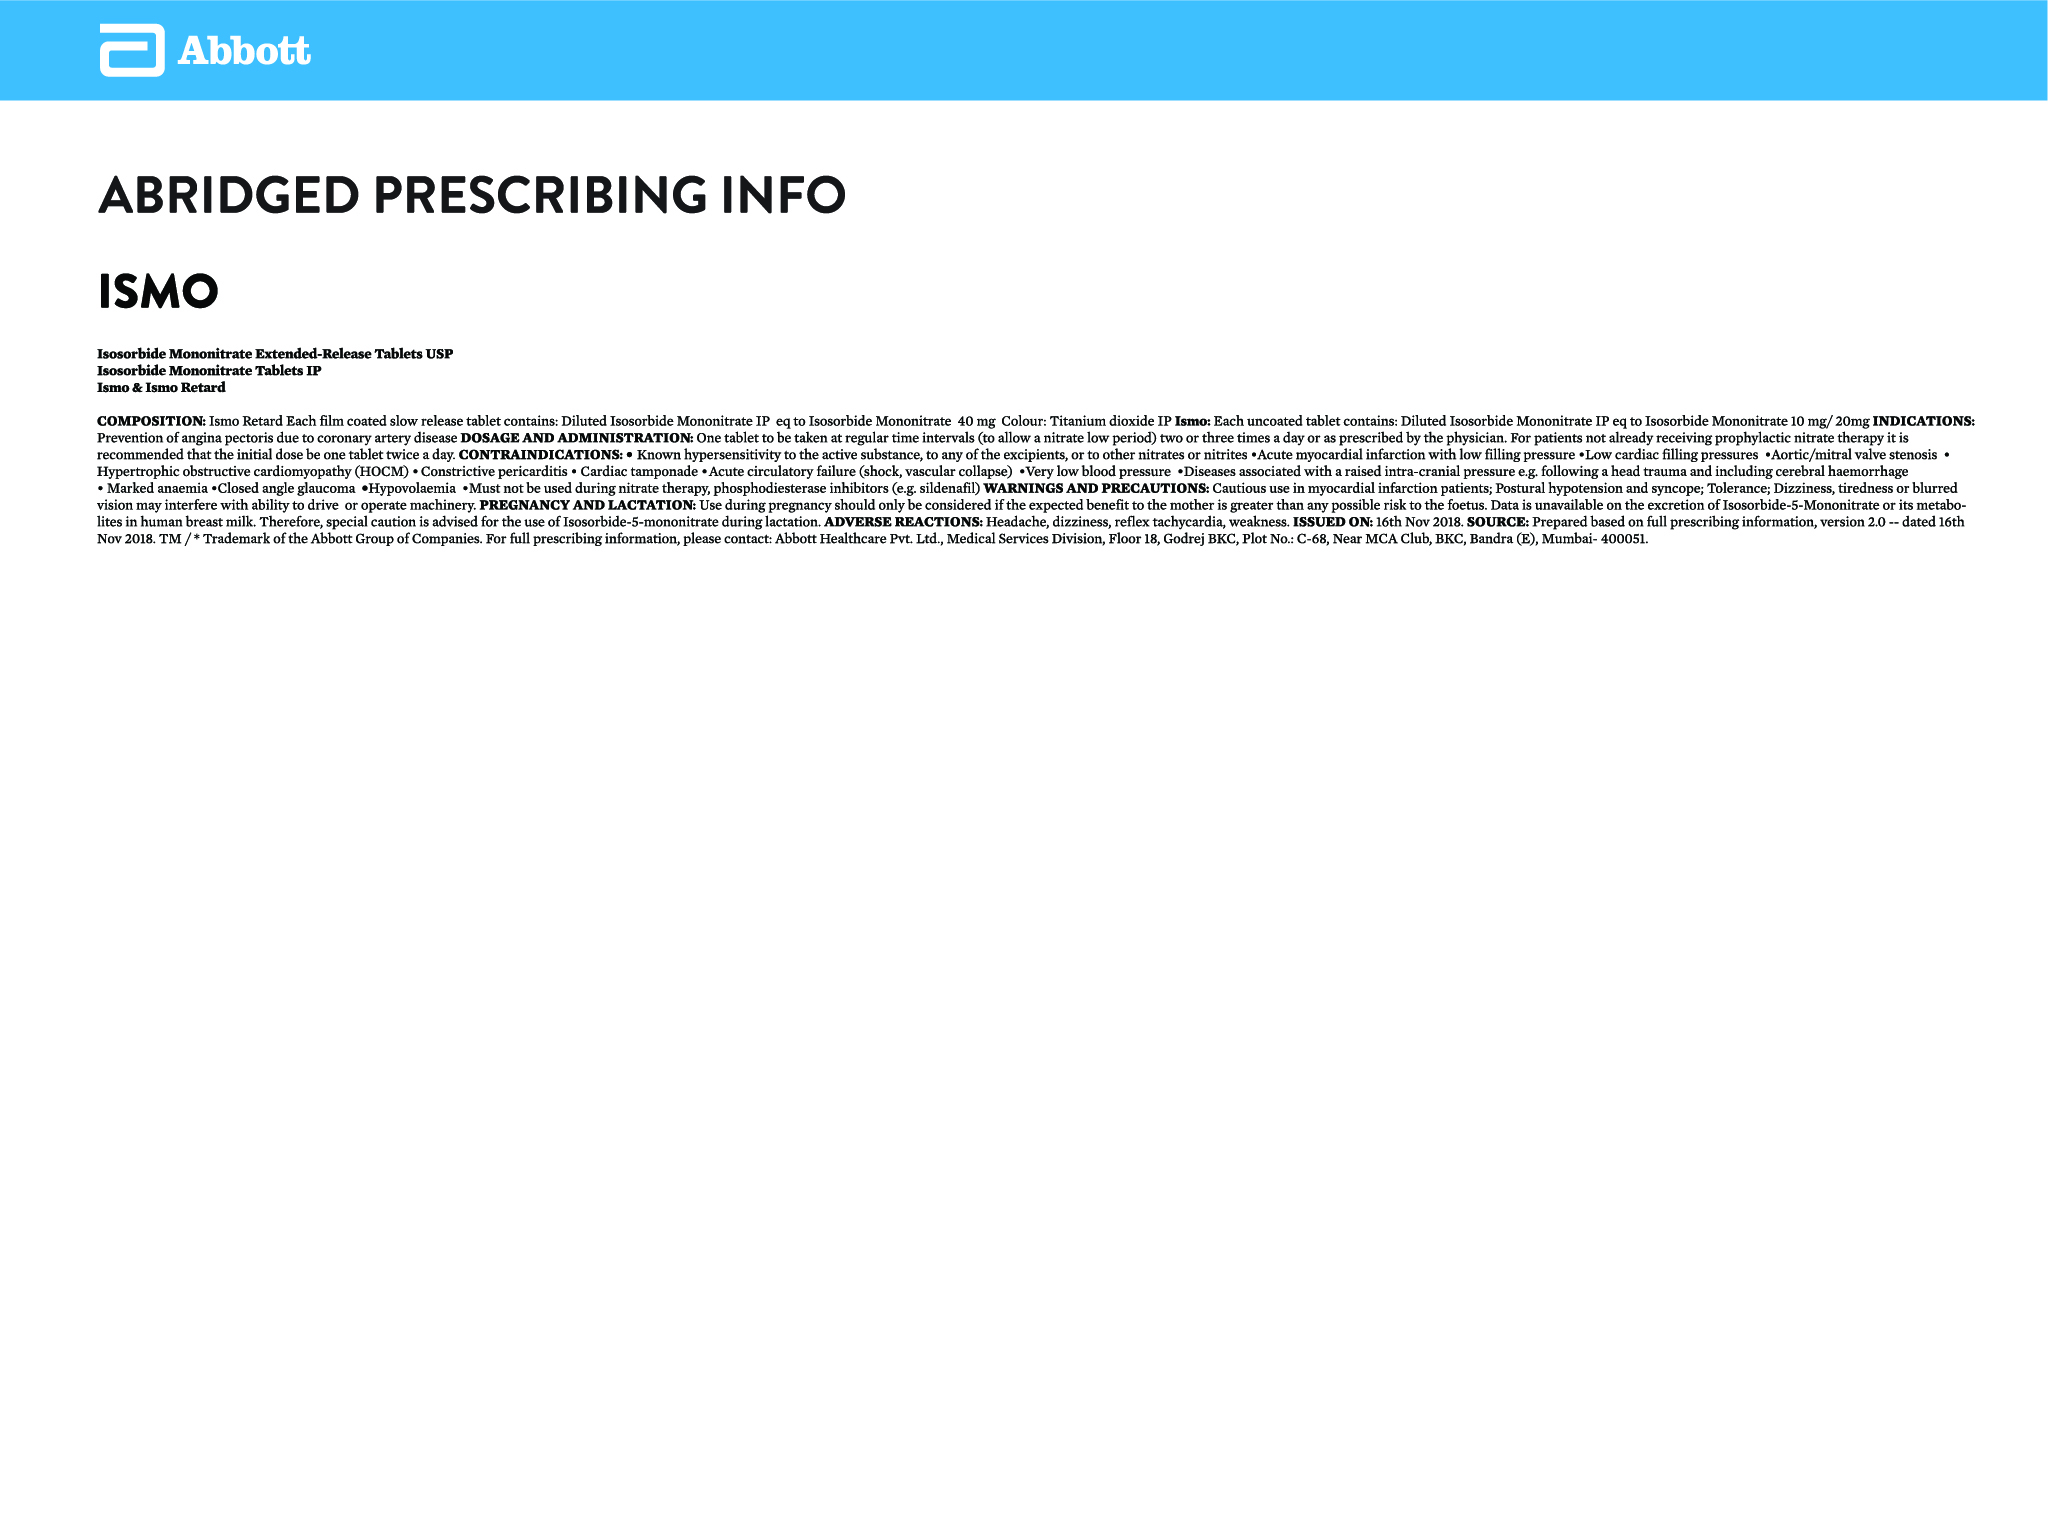 Abbott
ABRIDGED PRESCRIBING INFO
ISMO
Isosorbide Mononitrate Extended-Release Tablets USP
Isosorbide Mononitrate Tablets IP
Ismo & Ismo Retard
COMPOSITION: Ismo Retard Each film coated slow release tablet contains: Diluted Isosorbide Mononitrate IP  eq to Isosorbide Mononitrate  40 mg  Colour: Titanium dioxide IP Ismo: Each uncoated tablet contains: Diluted Isosorbide Mononitrate IP eq to Isosorbide Mononitrate 10 mg/ 20mg INDICATIONS:
Prevention of angina pectoris due to coronary artery disease DOSAGE AND ADMINISTRATION: One tablet to be taken at regular time intervals (to allow a nitrate low period) two or three times a day or as prescribed by the physician. For patients not already receiving prophylactic nitrate therapy it is
recommended that the initial dose be one tablet twice a day. CONTRAINDICATIONS: • Known hypersensitivity to the active substance, to any of the excipients, or to other nitrates or nitrites •Acute myocardial infarction with low filling pressure •Low cardiac filling pressures  •Aortic/mitral valve stenosis  •
Hypertrophic obstructive cardiomyopathy (HOCM) • Constrictive pericarditis • Cardiac tamponade •Acute circulatory failure (shock, vascular collapse)  •Very low blood pressure  •Diseases associated with a raised intra-cranial pressure e.g. following a head trauma and including cerebral haemorrhage
• Marked anaemia •Closed angle glaucoma  •Hypovolaemia  •Must not be used during nitrate therapy, phosphodiesterase inhibitors (e.g. sildenafil) WARNINGS AND PRECAUTIONS: Cautious use in myocardial infarction patients; Postural hypotension and syncope; Tolerance; Dizziness, tiredness or blurred
vision may interfere with ability to drive  or operate machinery. PREGNANCY AND LACTATION: Use during pregnancy should only be considered if the expected benefit to the mother is greater than any possible risk to the foetus. Data is unavailable on the excretion of Isosorbide-5-Mononitrate or its metabo-
lites in human breast milk. Therefore, special caution is advised for the use of Isosorbide-5-mononitrate during lactation. ADVERSE REACTIONS: Headache, dizziness, reflex tachycardia, weakness. ISSUED ON: 16th Nov 2018. SOURCE: Prepared based on full prescribing information, version 2.0 -- dated 16th
Nov 2018. TM / * Trademark of the Abbott Group of Companies. For full prescribing information, please contact: Abbott Healthcare Pvt. Ltd., Medical Services Division, Floor 18, Godrej BKC, Plot No.: C-68, Near MCA Club, BKC, Bandra (E), Mumbai- 400051.